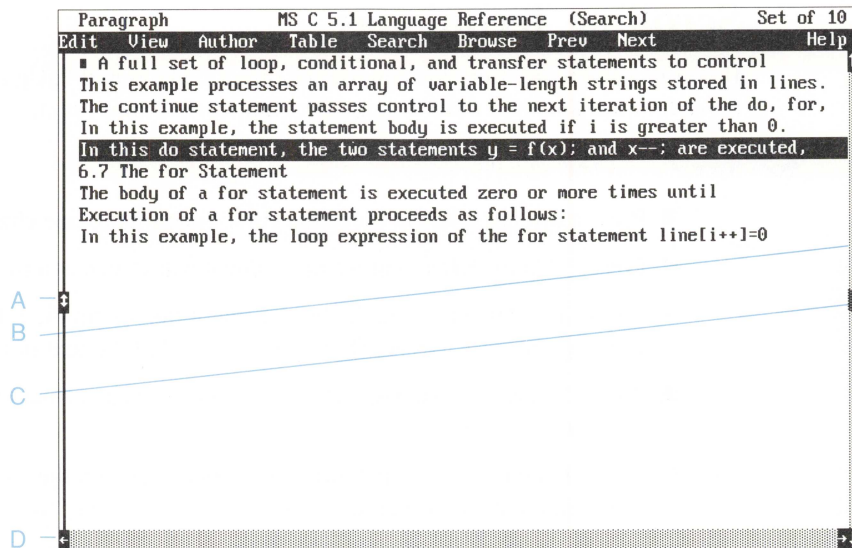 Paragraph MS C 5.1 Language Reference (Search) Set of 10
Edit View Author Table Search Browse Prev Next Help
▪ A full set of loop, conditional, and transfer statements to control
This example processes an array of variable-length strings stored in lines.
The continue statement passes control to the next iteration of the do, for,
In this example, the statement body is executed if i is greater than 0.
In this do statement, the two statements y = f(x); and x--; are executed,
6.7 The for Statement
The body of a for statement is executed zero or more times until
Execution of a for statement proceeds as follows:
In this example, the loop expression of the for statement line[i++]=0
A
B
C
D